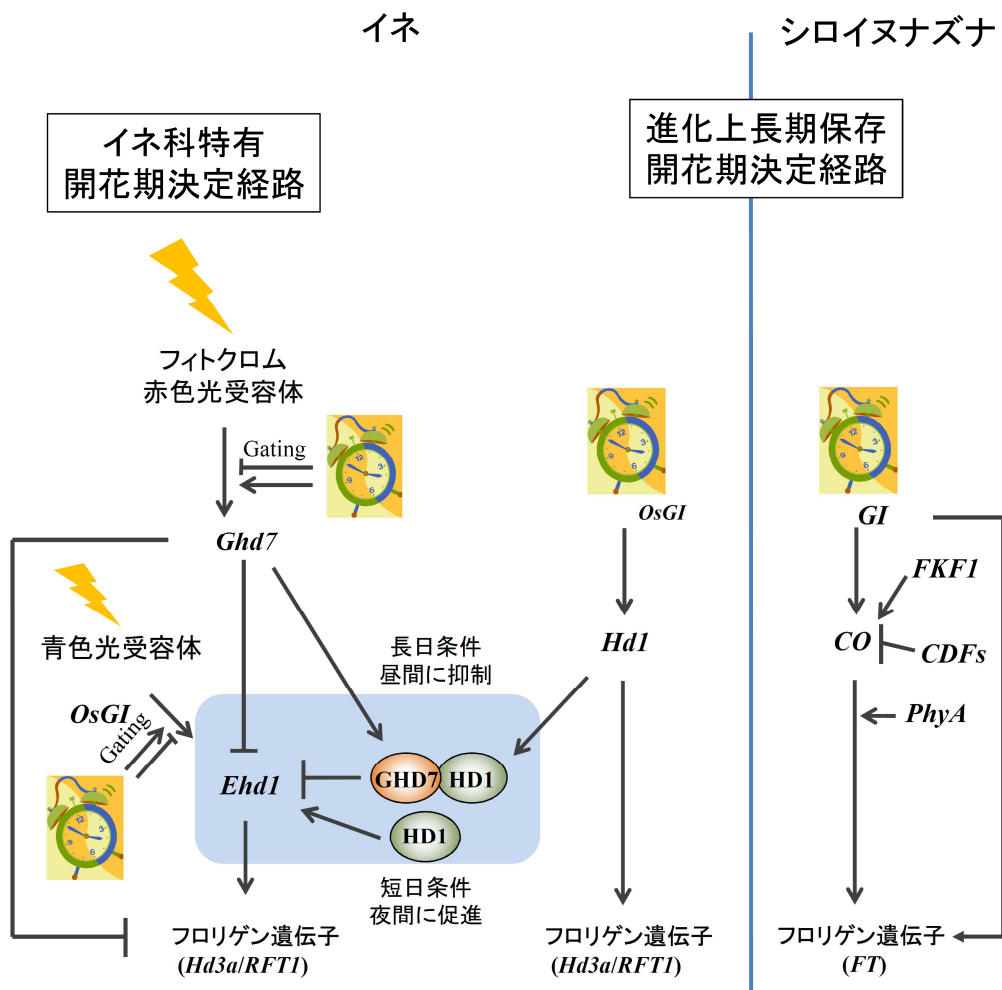 イネ
シロイヌナズナ
イネ科特有
開花期決定経路
進化上長期保存
開花期決定経路
フィトクロム
赤色光受容体
Gating
Ghd7
青色光受容体
OsGI
Gating
長日条件
昼間に抑制
Ehd1
GHD7
HD1
HD1
短日条件
夜間に促進
フロリゲン遺伝子
(Hd3a/RFT1)
OsGI
Hd1
フロリゲン遺伝子
(Hd3a/RFT1)
GI
FKF1
CO
CDFs
PhyA
フロリゲン遺伝子
(FT)